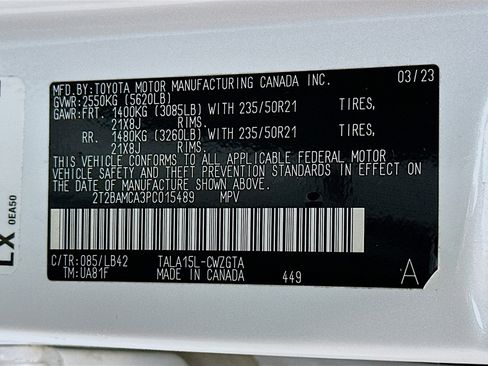 MFD.BY:TOYOTA MOTOR MANUFACTURING CANADA INC. 03/23
GVWR:2550KG (5620LB)
GAWR:FRT. 1400KG (3085LB) WITH 235/50R21 TIRES,
21X8J RIMS.
RR. 1480KG (3260LB) WITH 235/50R21 TIRES,
21X8J RIMS.
THIS VEHICLE CONFORMS TO ALL APPLICABLE FEDERAL MOTOR
VEHICLE SAFETY AND THEFT PREVENTION STANDARDS IN EFFECT ON
THE DATE OF MANUFACTURE SHOWN ABOVE.
2T2BAMCA3PC015489 MPV
C/TR:085/LB42 TALA15L-CWZGTA
TM:UA81F MADE IN CANADA 449 A
LX 0EA50